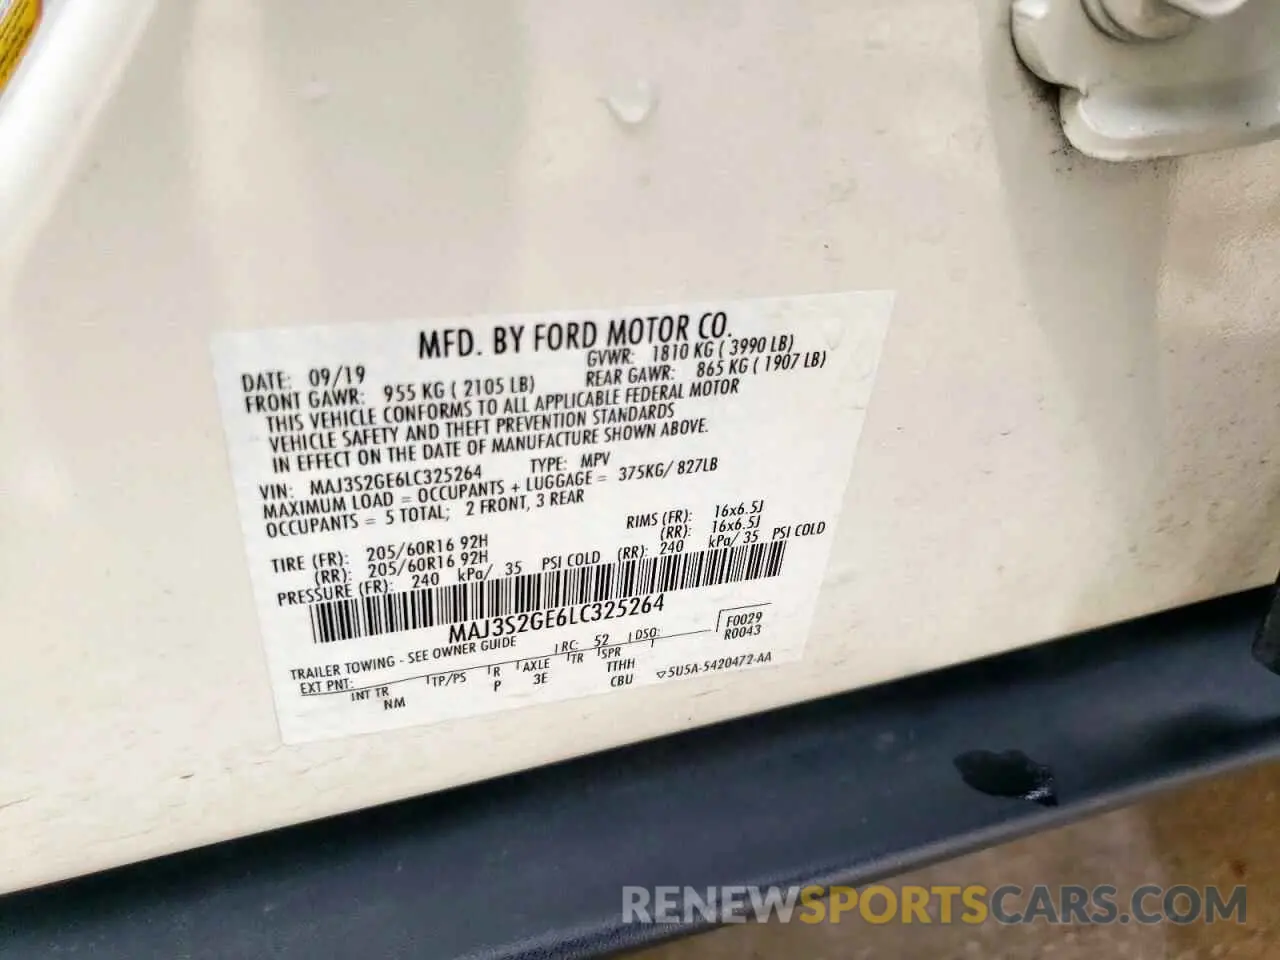 MFD. BY FORD MOTOR CO.
DATE: 09/19 GVWR: 1810 KG ( 3990 LB)
FRONT GAWR: 955 KG ( 2105 LB) REAR GAWR: 865 KG ( 1907 LB)
THIS VEHICLE CONFORMS TO ALL APPLICABLE FEDERAL MOTOR
VEHICLE SAFETY AND THEFT PREVENTION STANDARDS
IN EFFECT ON THE DATE OF MANUFACTURE SHOWN ABOVE.
VIN: MAJ3S2GE6LC325264 TYPE: MPV
MAXIMUM LOAD = OCCUPANTS + LUGGAGE = 375KG/ 827LB
OCCUPANTS = 5 TOTAL; 2 FRONT, 3 REAR
TIRE (FR): 205/60R16 92H RIMS (FR): 16x6.5J
(RR): 205/60R16 92H (RR): 16x6.5J
PRESSURE (FR): 240 kPa/ 35 PSI COLD (RR): 240 kPa/ 35 PSI COLD
MAJ3S2GE6LC325264
TRAILER TOWING - SEE OWNER GUIDE
F0029
R0043
EXT PNT: RC: 52 DSO:
INT TR TP/PS R AXLE TR SPR
NM P 3E TTHH
CBU
▽5U5A-5420472-AA
RENEWSPORTSCARS.COM